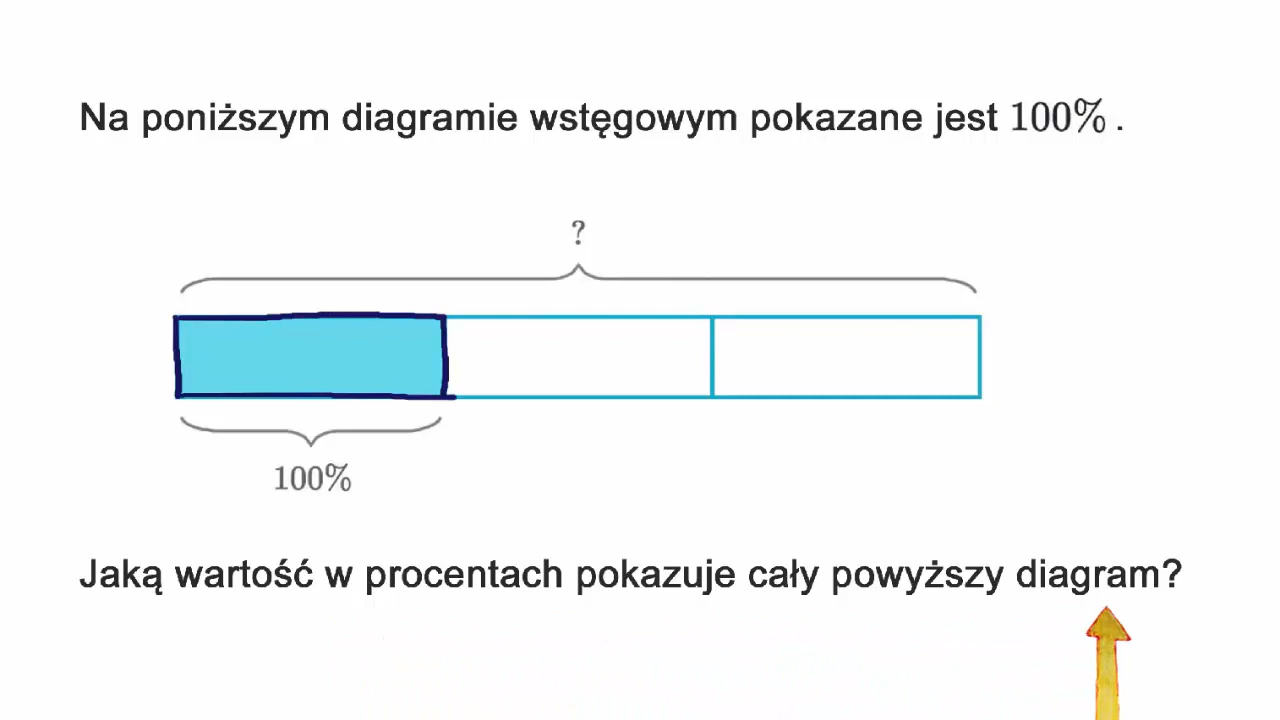 Na poniższym diagramie wstęgowym pokazane jest 100% .
?
100%
Jaką wartość w procentach pokazuje cały powyższy diagram?